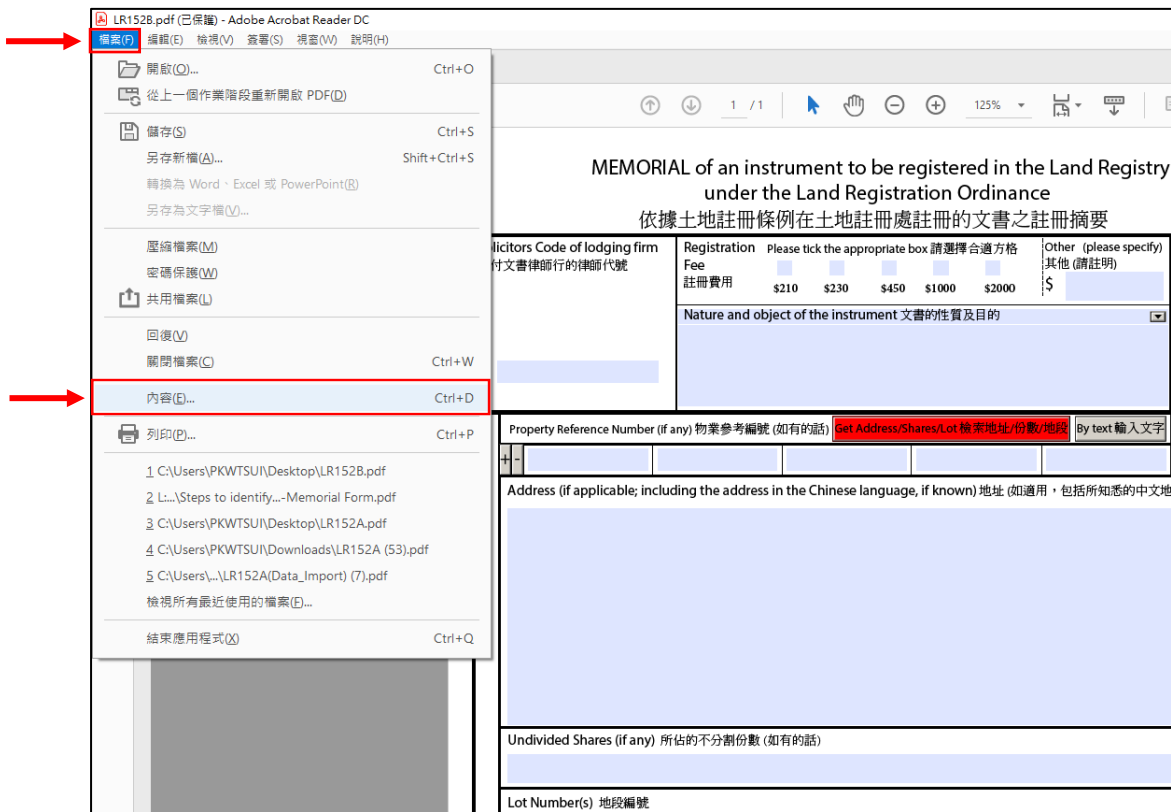 LR152B.pdf (已保護) - Adobe Acrobat Reader DC
檔案(F) 編輯(E) 檢視(V) 簽署(S) 視窗(W) 說明(H)
開啟(O)... Ctrl+O
從上一個作業階段重新開啟 PDF(D)
儲存(S) Ctrl+S
另存新檔(A)... Shift+Ctrl+S
轉換為 Word、Excel 或 PowerPoint(R)
另存為文字檔(V)...
壓縮檔案(M)
密碼保護(W)
共用檔案(L)
回復(V)
關閉檔案(C) Ctrl+W
內容(E)... Ctrl+D
列印(P)... Ctrl+P
1 C:\Users\PKWTSUI\Desktop\LR152B.pdf
2 L:...\Steps to identify...-Memorial Form.pdf
3 C:\Users\PKWTSUI\Desktop\LR152A.pdf
4 C:\Users\PKWTSUI\Downloads\LR152A (53).pdf
5 C:\Users\...\LR152A(Data_Import) (7).pdf
檢視所有最近使用的檔案(F)...
結束應用程式(X) Ctrl+Q
1 / 1 125%
MEMORIAL of an instrument to be registered in the Land Registry
under the Land Registration Ordinance
依據土地註冊條例在土地註冊處註冊的文書之註冊摘要
licitors Code of lodging firm
付文書律師行的律師代號
Registration Please tick the appropriate box 請選擇合適方格
Fee
註冊費用
$210 $230 $450 $1000 $2000
Other (please specify)
其他 (請註明)
$
Nature and object of the instrument 文書的性質及目的
Property Reference Number (if any) 物業參考編號 (如有的話) Get Address/Shares/Lot 檢索地址/份數/地段 By text 輸入文字
+ -
Address (if applicable; including the address in the Chinese language, if known) 地址 (如適用，包括所知悉的中文地
Undivided Shares (if any) 所佔的不分割份數 (如有的話)
Lot Number(s) 地段編號